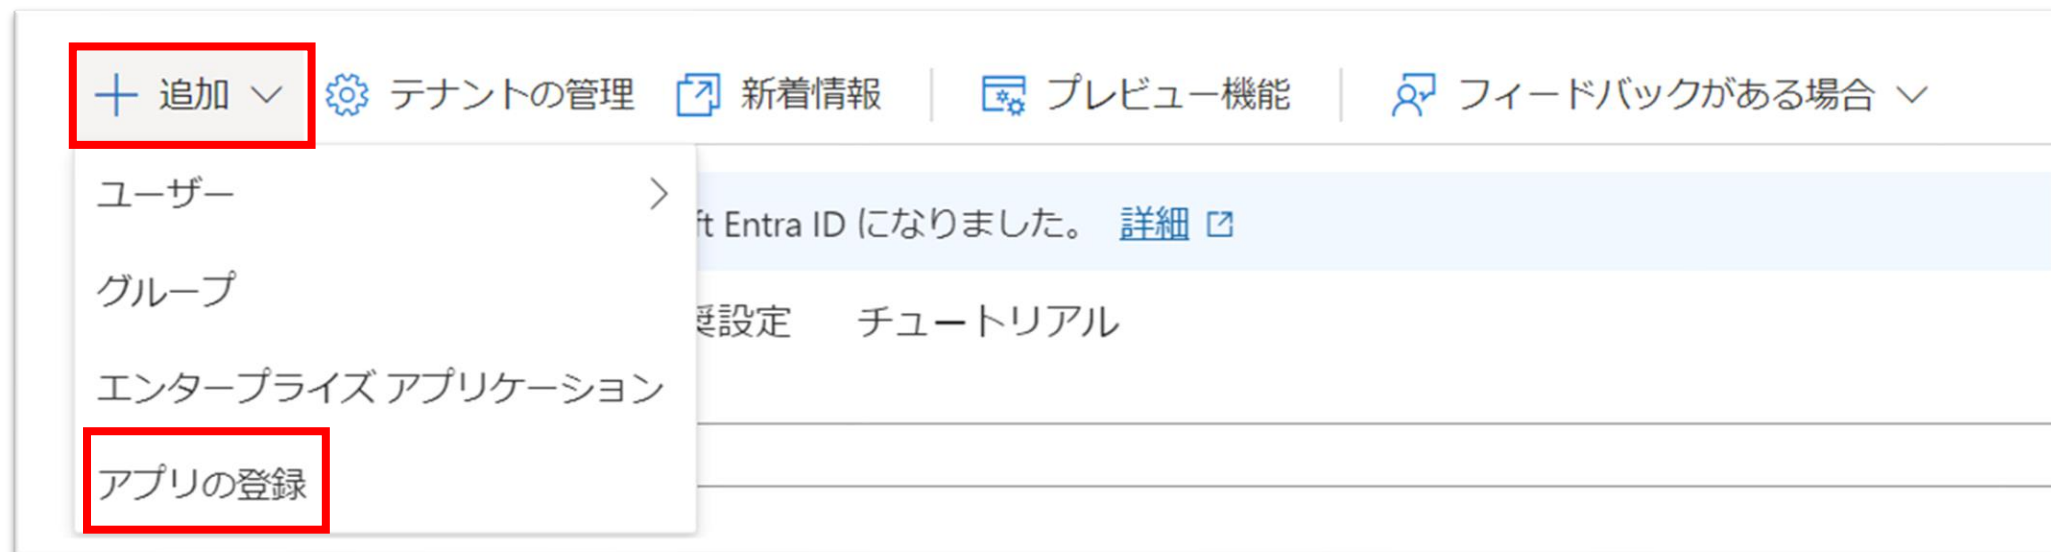 追加 テナントの管理 新着情報 プレビュー機能 フィードバックがある場合
ユーザー
ft Entra ID になりました。 詳細
グループ
奨設定 チュートリアル
エンタープライズ アプリケーション
アプリの登録